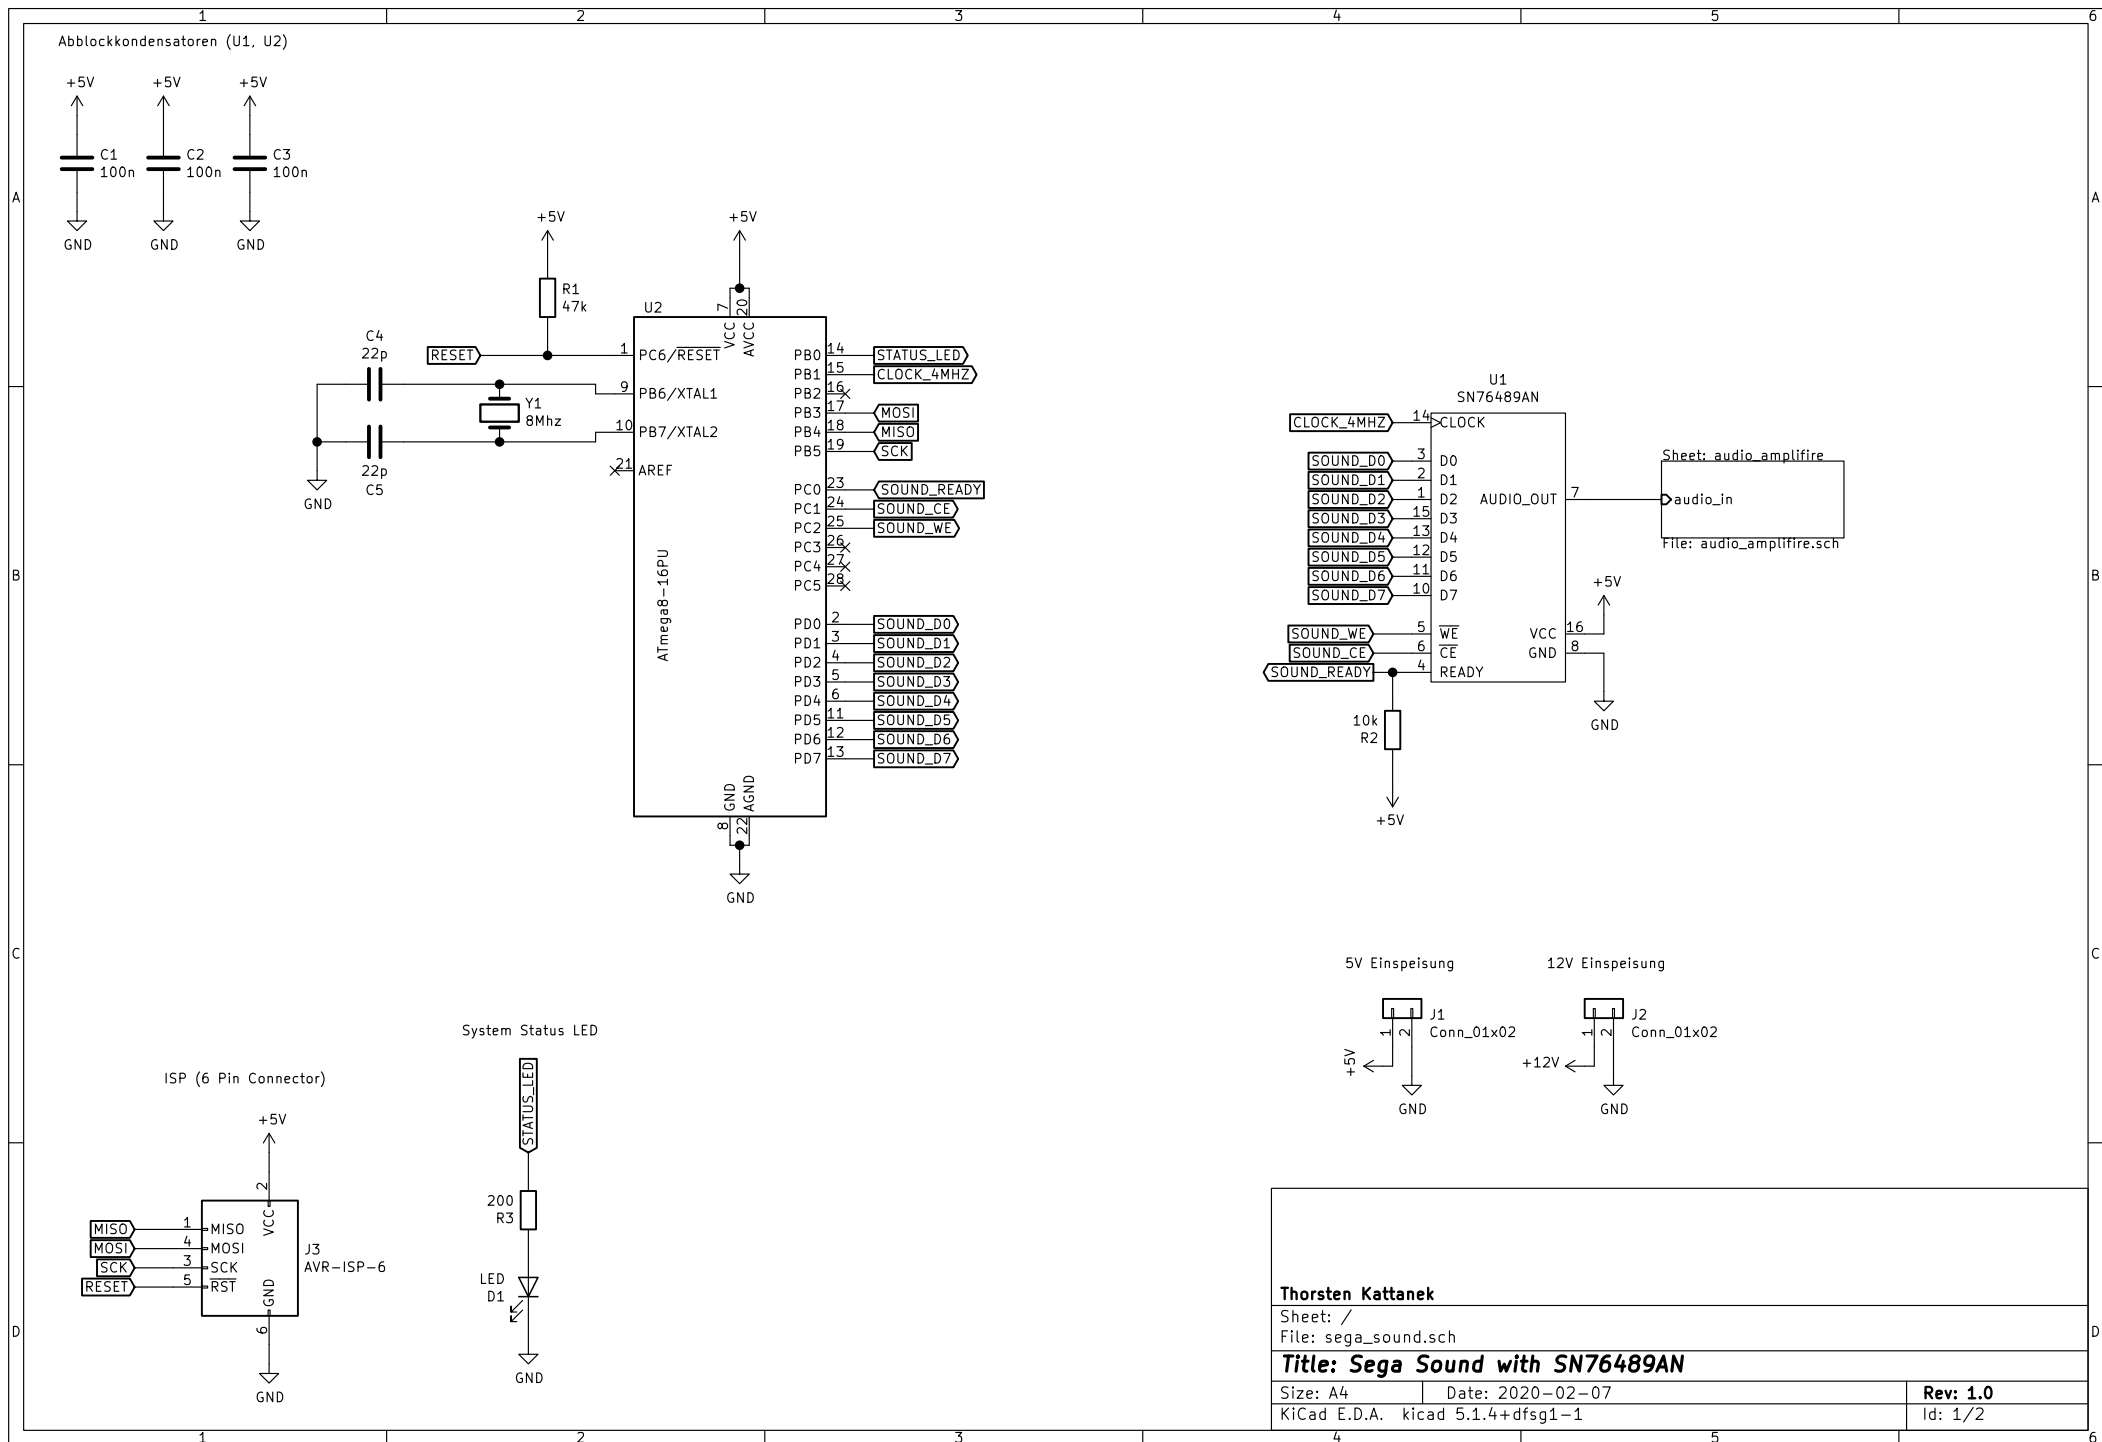 1 2 3 4 5 6
Abblockkondensatoren (U1, U2)
+5V +5V +5V
C1 C2 C3
100n 100n 100n
GND GND GND
A A
+5V +5V
R1
47k
U2
7 20
VCC AVCC
C4
22p
RESET
1 PC6/RESET
9 PB6/XTAL1
Y1
8Mhz
10 PB7/XTAL2
21 AREF
22p
C5
GND
ATmega8-16PU
PB0 14 STATUS_LED
PB1 15 CLOCK_4MHZ
PB2 16
PB3 17 MOSI
PB4 18 MISO
PB5 19 SCK
PC0 23 SOUND_READY
PC1 24 SOUND_CE
PC2 25 SOUND_WE
PC3 26
PC4 27
PC5 28
PD0 2 SOUND_D0
PD1 3 SOUND_D1
PD2 4 SOUND_D2
PD3 5 SOUND_D3
PD4 6 SOUND_D4
PD5 11 SOUND_D5
PD6 12 SOUND_D6
PD7 13 SOUND_D7
GND AGND
8 22
GND
U1
SN76489AN
CLOCK_4MHZ 14 CLOCK
SOUND_D0 3 D0
SOUND_D1 2 D1
SOUND_D2 1 D2
SOUND_D3 15 D3
SOUND_D4 13 D4
SOUND_D5 12 D5
SOUND_D6 11 D6
SOUND_D7 10 D7
SOUND_WE 5 WE
SOUND_CE 6 CE
SOUND_READY 4 READY
AUDIO_OUT 7
VCC 16
GND 8
+5V
GND
10k
R2
+5V
Sheet: audio_amplifire
audio_in
File: audio_amplifire.sch
B B
C C
5V Einspeisung
J1
Conn_01x02
1 2
+5V
GND
12V Einspeisung
J2
Conn_01x02
1 2
+12V
GND
System Status LED
STATUS_LED
200
R3
LED
D1
GND
ISP (6 Pin Connector)
+5V
2
VCC
MISO 1 MISO
MOSI 4 MOSI
SCK 3 SCK
RESET 5 RST
J3
AVR-ISP-6
GND
6
GND
D D
Thorsten Kattanek
Sheet: /
File: sega_sound.sch
Title: Sega Sound with SN76489AN
Size: A4 Date: 2020-02-07 Rev: 1.0
KiCad E.D.A. kicad 5.1.4+dfsg1-1 Id: 1/2
1 2 3 4 5 6